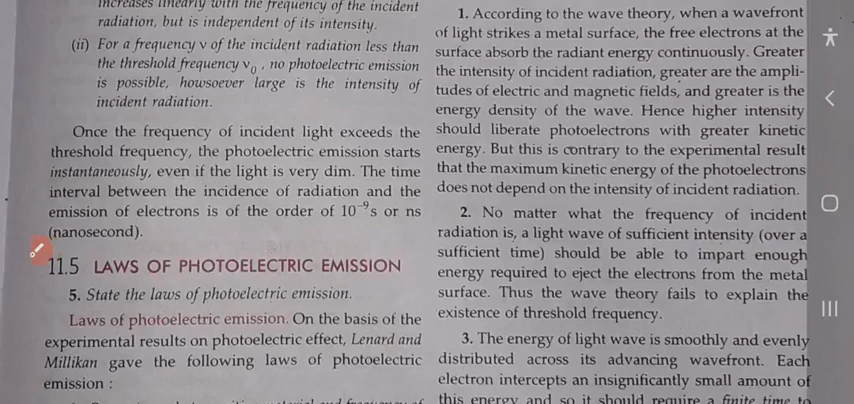 increases linearly with the frequency of the incident
radiation, but is independent of its intensity.
(ii) For a frequency ν of the incident radiation less than
the threshold frequency ν₀ , no photoelectric emission
is possible, howsoever large is the intensity of
incident radiation.
Once the frequency of incident light exceeds the
threshold frequency, the photoelectric emission starts
instantaneously, even if the light is very dim. The time
interval between the incidence of radiation and the
emission of electrons is of the order of 10⁻⁹s or ns
(nanosecond).
11.5 LAWS OF PHOTOELECTRIC EMISSION
5. State the laws of photoelectric emission.
Laws of photoelectric emission. On the basis of the
experimental results on photoelectric effect, Lenard and
Millikan gave the following laws of photoelectric
emission :
1. According to the wave theory, when a wavefront
of light strikes a metal surface, the free electrons at the
surface absorb the radiant energy continuously. Greater
the intensity of incident radiation, greater are the ampli-
tudes of electric and magnetic fields, and greater is the
energy density of the wave. Hence higher intensity
should liberate photoelectrons with greater kinetic
energy. But this is contrary to the experimental result
that the maximum kinetic energy of the photoelectrons
does not depend on the intensity of incident radiation.
2. No matter what the frequency of incident
radiation is, a light wave of sufficient intensity (over a
sufficient time) should be able to impart enough
energy required to eject the electrons from the metal
surface. Thus the wave theory fails to explain the
existence of threshold frequency.
3. The energy of light wave is smoothly and evenly
distributed across its advancing wavefront. Each
electron intercepts an insignificantly small amount of
this energy and so it should require a finite time to